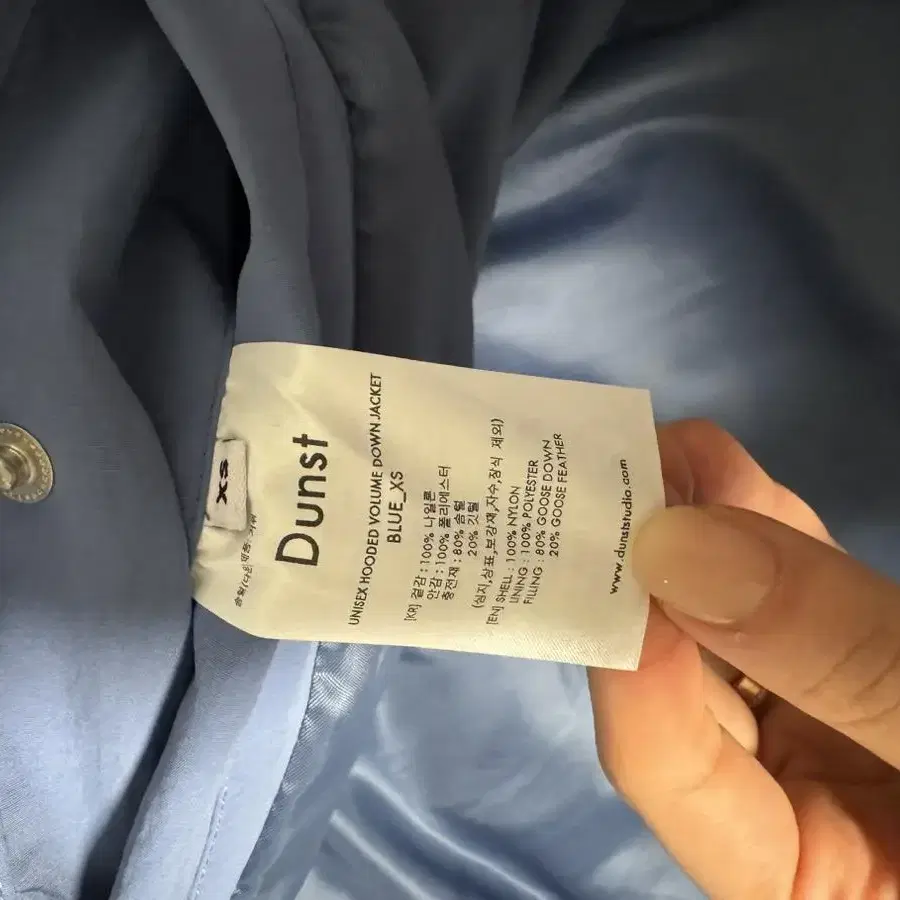 XS
Dunst
UNISEX HOODED VOLUME DOWN JACKET
BLUE_XS
[KR] 겉감 : 100% 나일론
안감 : 100% 폴리에스터
충전재 : 80% 솜털
20% 깃털
(심지,상표,보강재,자수,장식 제외)
[EN] SHELL : 100% NYLON
LINING : 100% POLYESTER
FILLING : 80% GOOSE DOWN
20% GOOSE FEATHER
www.dunststudio.com